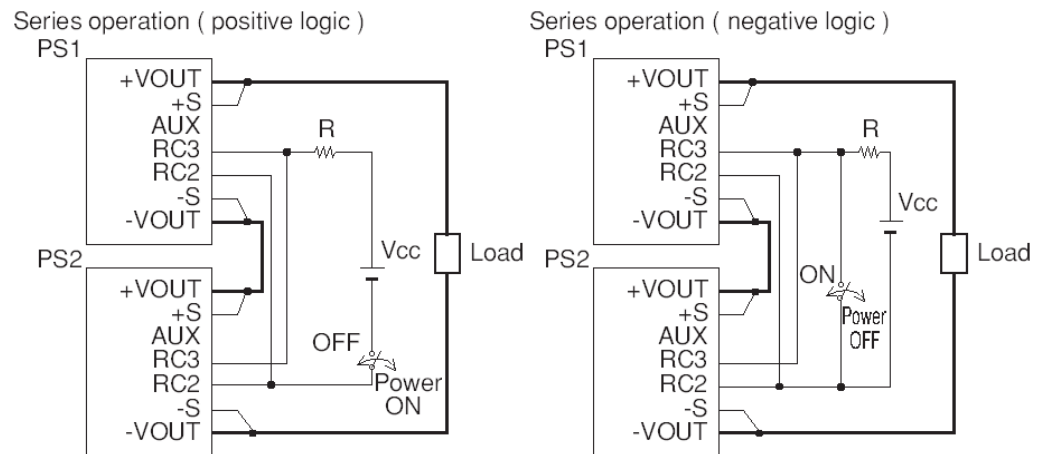 Series operation ( positive logic )
PS1
+VOUT
+S
AUX
RC3
RC2
-S
-VOUT
R
Vcc
Load
PS2
+VOUT
+S
AUX
RC3
RC2
-S
-VOUT
OFF
Power
ON
Series operation ( negative logic )
PS1
+VOUT
+S
AUX
RC3
RC2
-S
-VOUT
R
Vcc
Load
PS2
+VOUT
+S
AUX
RC3
RC2
-S
-VOUT
ON
Power
OFF